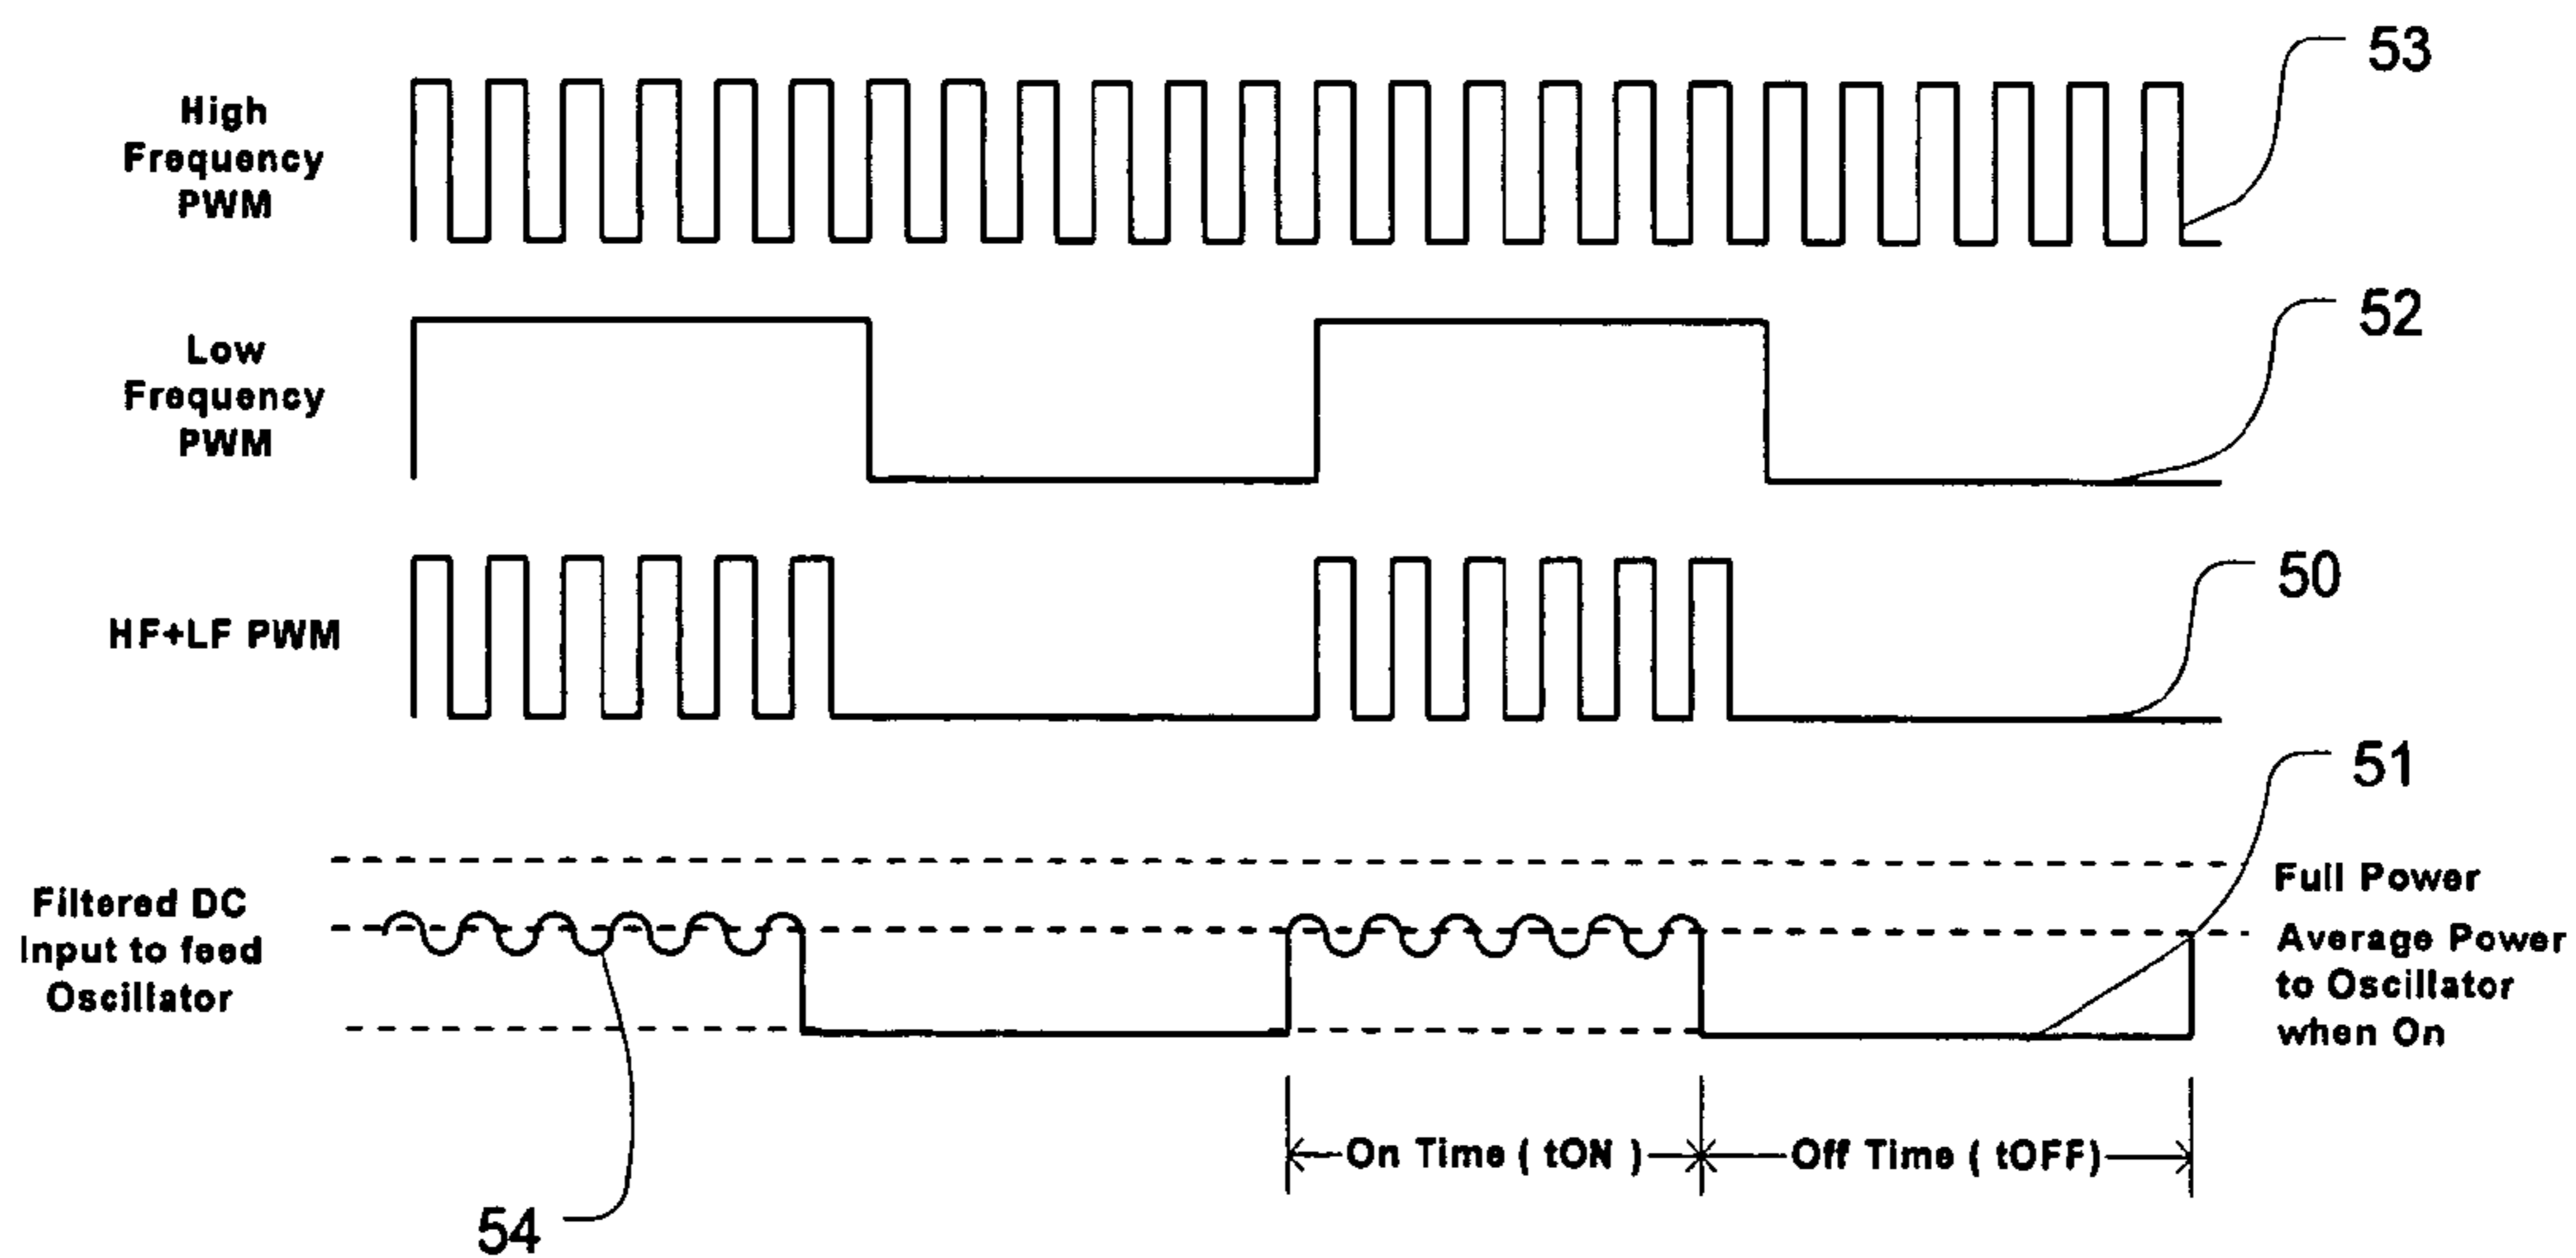 53
High
Frequency
PWM
52
Low
Frequency
PWM
50
HF+LF PWM
51
Full Power
Filtered DC
Input to feed
Oscillator
Average Power
to Oscillator
when On
On Time ( tON )
Off Time ( tOFF)
54